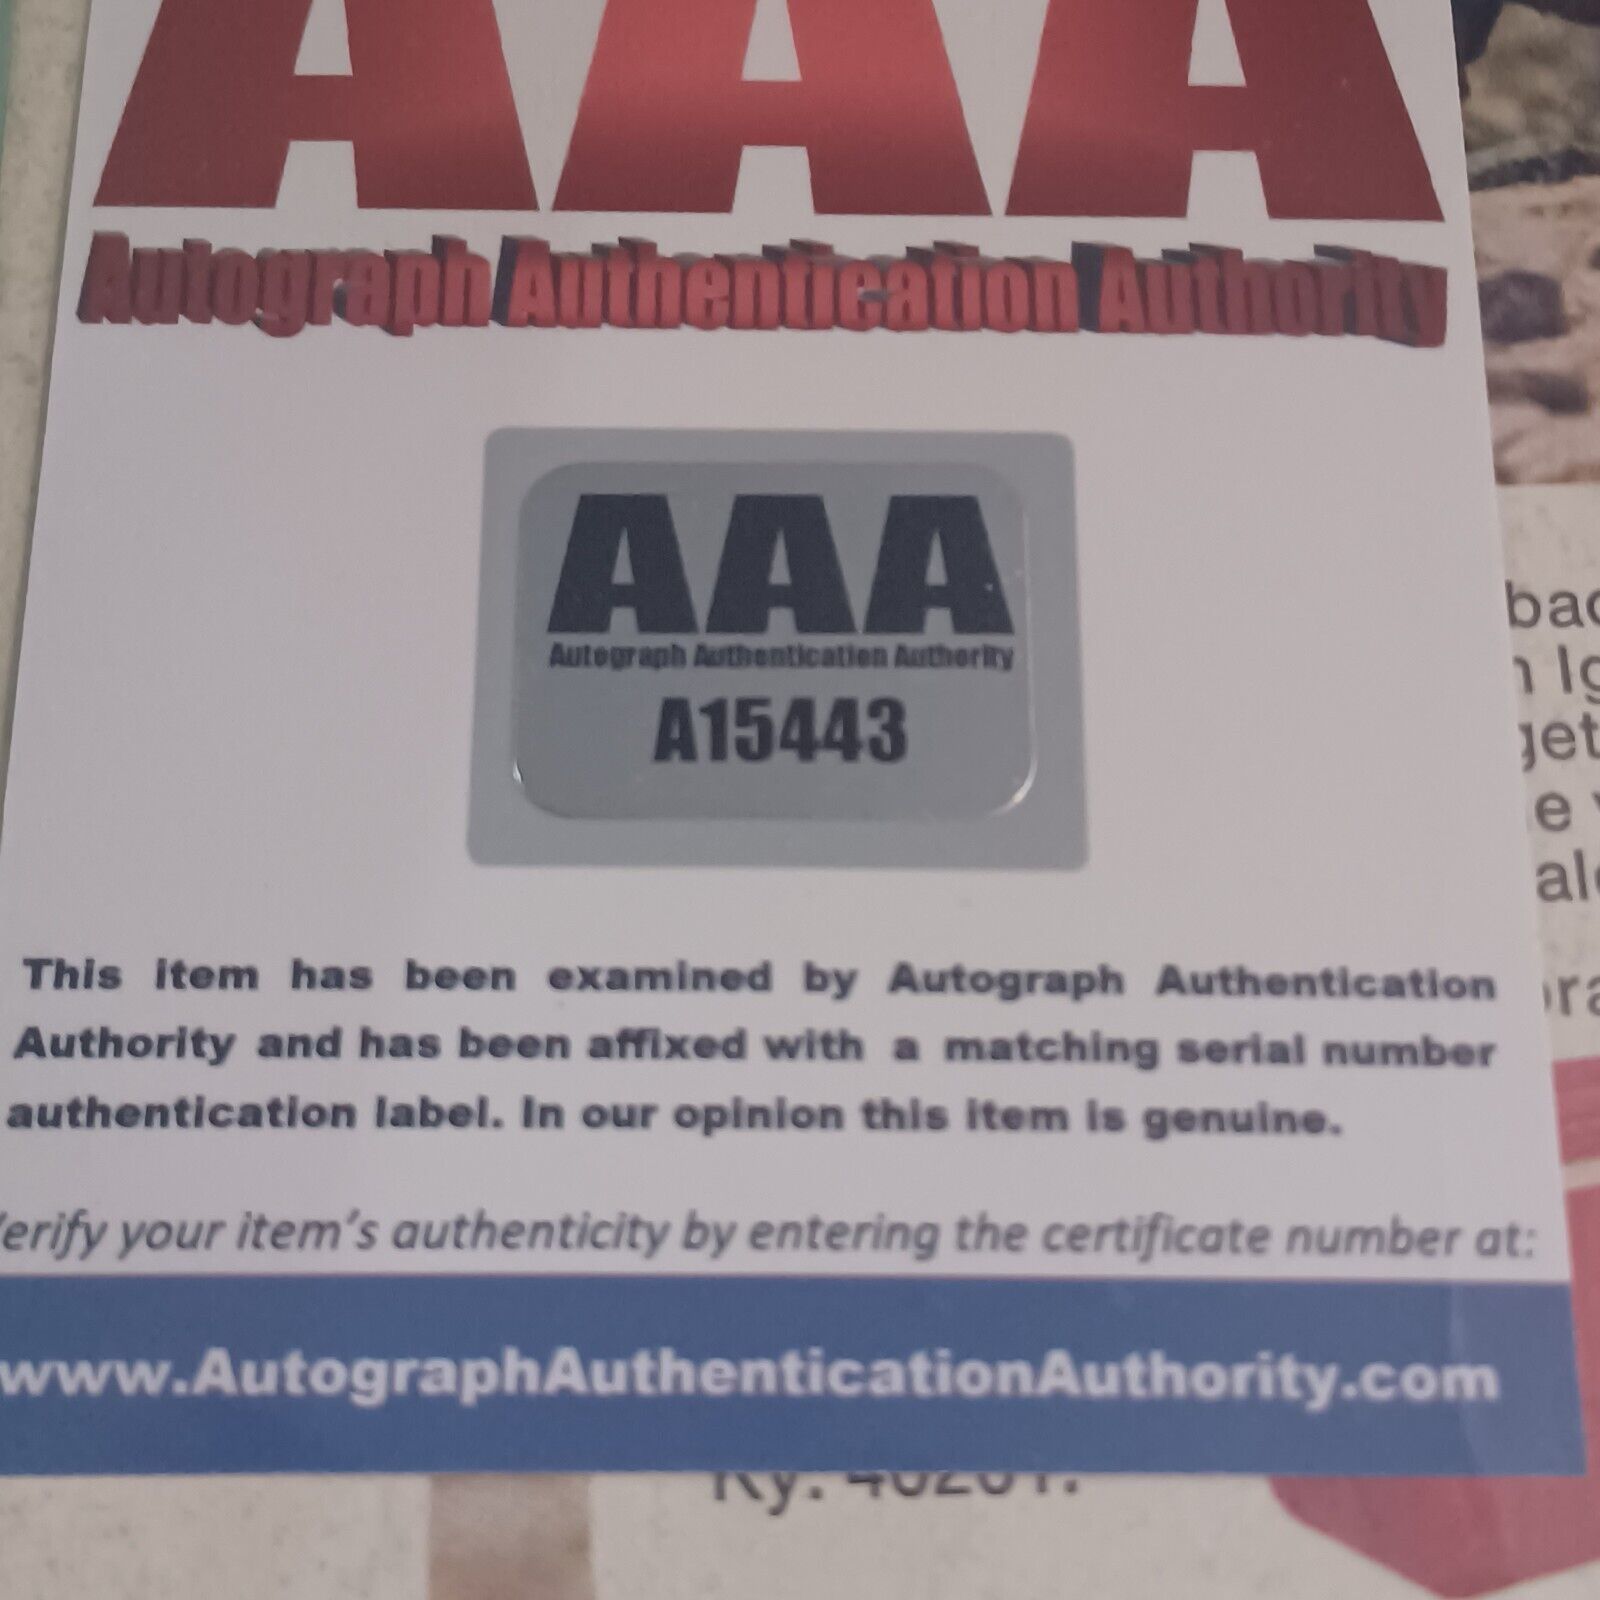 AAA
Autograph Authentication Authority
AAA
Autograph Authentication Authority
A15443
This item has been examined by Autograph Authentication
Authority and has been affixed with a matching serial number
authentication label. In our opinion this item is genuine.
erify your item's authenticity by entering the certificate number at:
www.AutographAuthenticationAuthority.com
Ky. 40201.